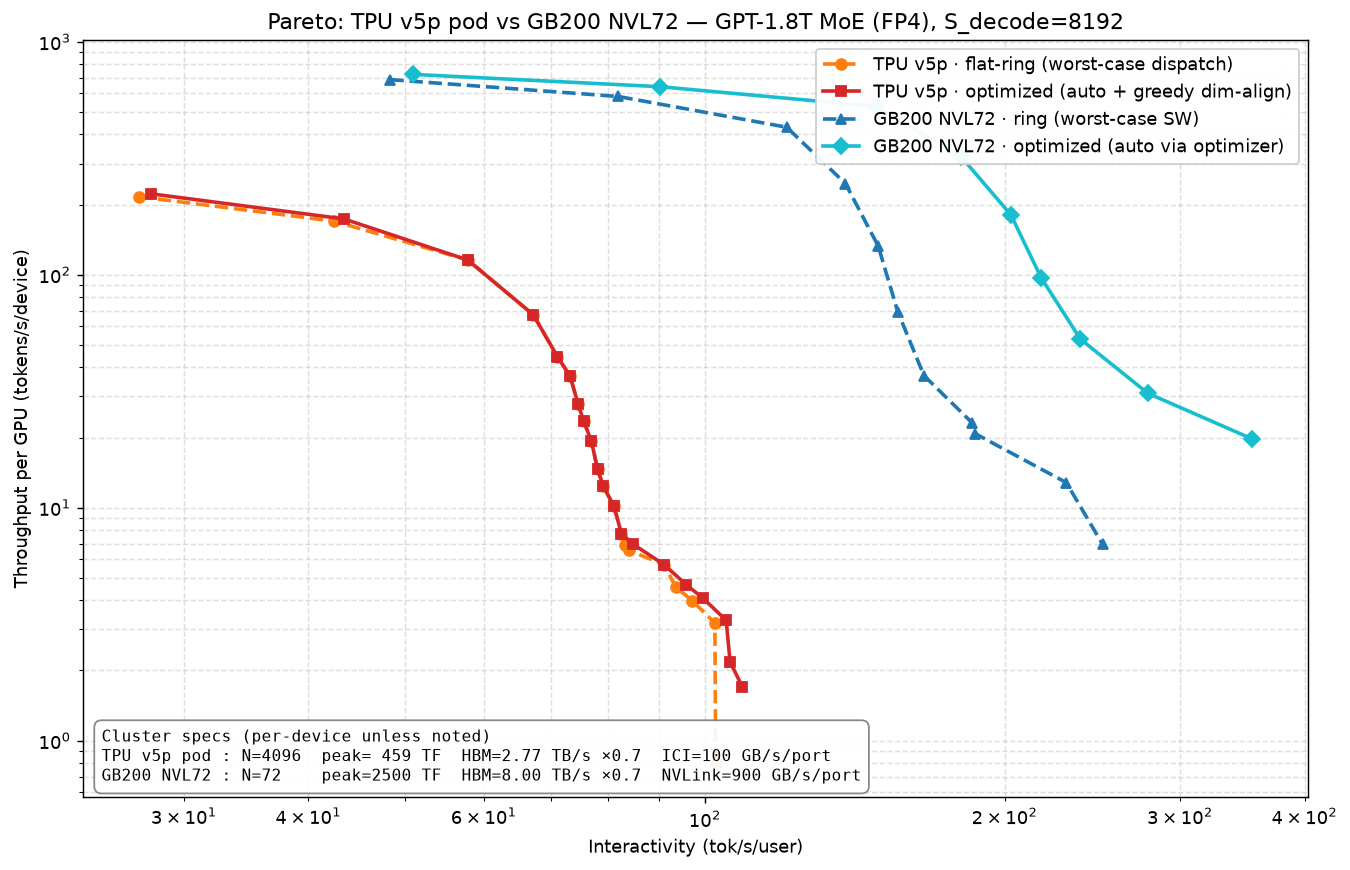 Pareto: TPU v5p pod vs GB200 NVL72 — GPT-1.8T MoE (FP4), S_decode=8192
TPU v5p · flat-ring (worst-case dispatch)
TPU v5p · optimized (auto + greedy dim-align)
GB200 NVL72 · ring (worst-case SW)
GB200 NVL72 · optimized (auto via optimizer)
Throughput per GPU (tokens/s/device)
10³
10²
10¹
10⁰
Cluster specs (per-device unless noted)
TPU v5p pod : N=4096  peak= 459 TF  HBM=2.77 TB/s ×0.7  ICI=100 GB/s/port
GB200 NVL72 : N=72    peak=2500 TF  HBM=8.00 TB/s ×0.7  NVLink=900 GB/s/port
3 × 10¹ 4 × 10¹ 6 × 10¹ 10² 2 × 10² 3 × 10² 4 × 10²
Interactivity (tok/s/user)